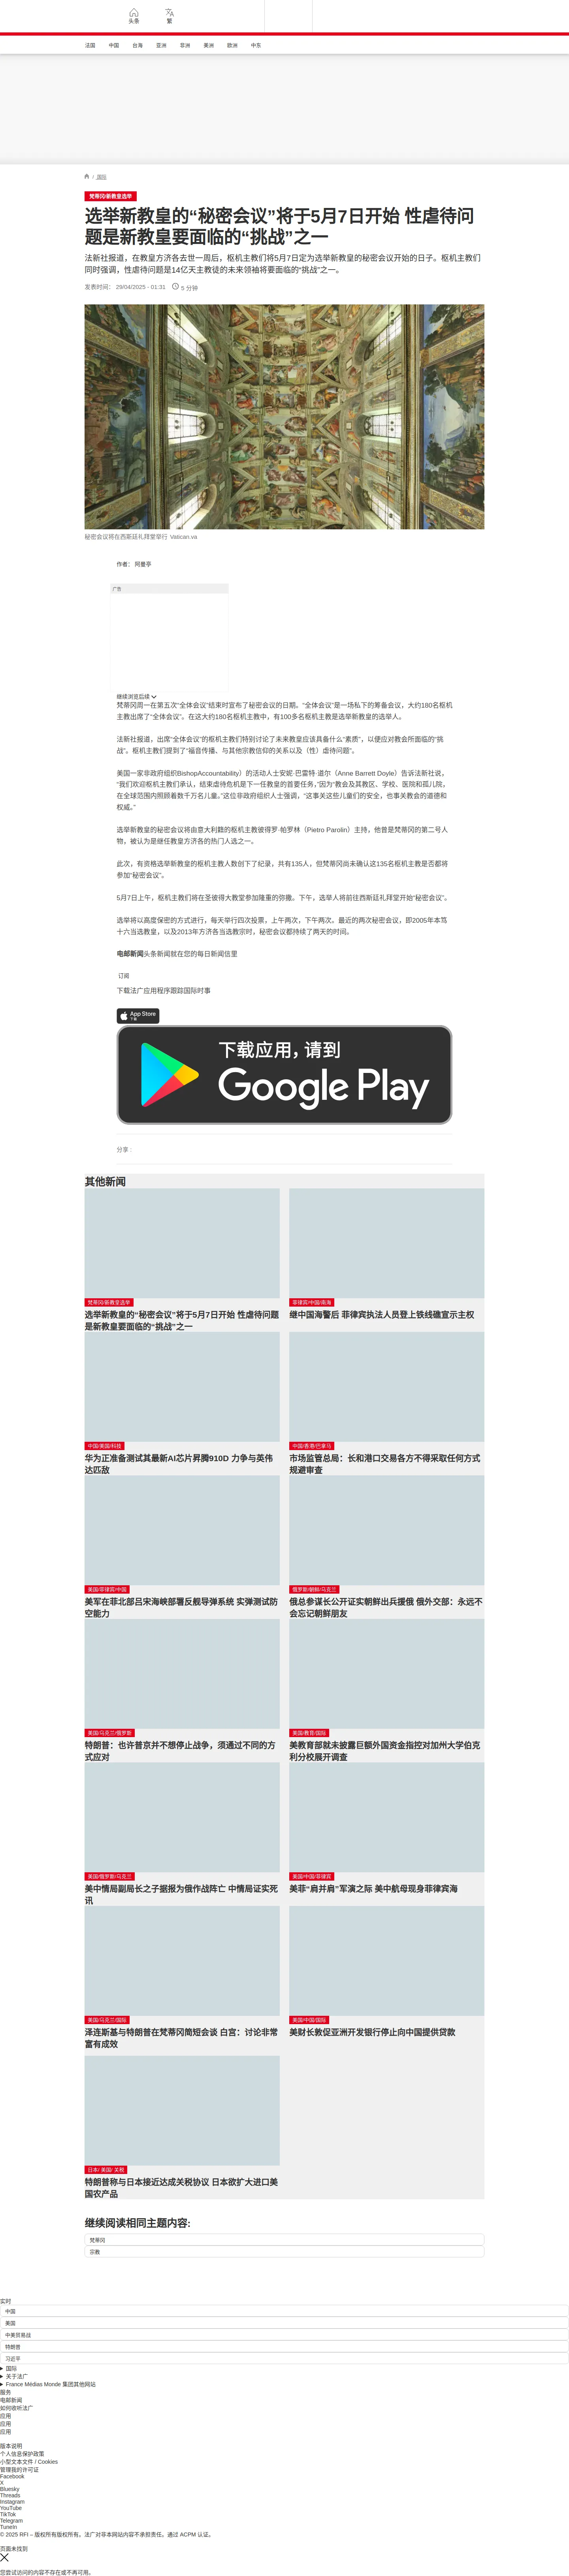 头条
繁
法国 中国 台海 亚洲 非洲 美洲 欧洲 中东
/ 国际
梵蒂冈/新教皇选举
选举新教皇的“秘密会议”将于5月7日开始 性虐待问
题是新教皇要面临的“挑战”之一
法新社报道，在教皇方济各去世一周后，枢机主教们将5月7日定为选举新教皇的秘密会议开始的日子。枢机主教们
同时强调，性虐待问题是14亿天主教徒的未来领袖将要面临的“挑战”之一。
发表时间： 29/04/2025 - 01:31 5 分钟
秘密会议将在西斯廷礼拜堂举行 Vatican.va
作者： 阿曼亭
广告
继续浏览后续
梵蒂冈周一在第五次“全体会议”结束时宣布了秘密会议的日期。“全体会议”是一场私下的筹备会议，大约180名枢机
主教出席了“全体会议”，在这大约180名枢机主教中，有100多名枢机主教是选举新教皇的选举人。
法新社报道，出席“全体会议”的枢机主教们特别讨论了未来教皇应该具备什么“素质”，以便应对教会所面临的“挑
战”。枢机主教们提到了“福音传播、与其他宗教信仰的关系以及（性）虐待问题”。
美国一家非政府组织BishopAccountability）的活动人士安妮·巴雷特·道尔（Anne Barrett Doyle）告诉法新社说，
“我们欢迎枢机主教们承认，结束虐待危机是下一任教皇的首要任务，”因为“教会及其教区、学校、医院和孤儿院，
在全球范围内照顾着数千万名儿童。”这位非政府组织人士强调，“这事关这些儿童们的安全，也事关教会的道德和
权威。”
选举新教皇的秘密会议将由意大利籍的枢机主教彼得罗·帕罗林（Pietro Parolin）主持，他曾是梵蒂冈的第二号人
物，被认为是继任教皇方济各的热门人选之一。
此次，有资格选举新教皇的枢机主教人数创下了纪录，共有135人，但梵蒂冈尚未确认这135名枢机主教是否都将
参加“秘密会议”。
5月7日上午，枢机主教们将在圣彼得大教堂参加隆重的弥撒。下午，选举人将前往西斯廷礼拜堂开始“秘密会议”。
选举将以高度保密的方式进行，每天举行四次投票，上午两次，下午两次。最近的两次秘密会议，即2005年本笃
十六当选教皇，以及2013年方济各当选教宗时，秘密会议都持续了两天的时间。
电邮新闻头条新闻就在您的每日新闻信里
订阅
下载法广应用程序跟踪国际时事
App Store
下载
下载应用，请到
Google Play
分享 :
其他新闻
梵蒂冈/新教皇选举
选举新教皇的“秘密会议”将于5月7日开始 性虐待问题
是新教皇要面临的“挑战”之一
菲律宾/中国/南海
继中国海警后 菲律宾执法人员登上铁线礁宣示主权
中国/美国/科技
华为正准备测试其最新AI芯片昇腾910D 力争与英伟
达匹敌
中国/香港/巴拿马
市场监管总局：长和港口交易各方不得采取任何方式
规避审查
美国/菲律宾/中国
美军在菲北部吕宋海峡部署反舰导弹系统 实弹测试防
空能力
俄罗斯/朝鲜/乌克兰
俄总参谋长公开证实朝鲜出兵援俄 俄外交部：永远不
会忘记朝鲜朋友
美国/乌克兰/俄罗斯
特朗普：也许普京并不想停止战争，须通过不同的方
式应对
美国/教育/国际
美教育部就未披露巨额外国资金指控对加州大学伯克
利分校展开调查
美国/俄罗斯/乌克兰
美中情局副局长之子据报为俄作战阵亡 中情局证实死
讯
美国/中国/菲律宾
美菲“肩并肩”军演之际 美中航母现身菲律宾海
美国/乌克兰/国际
泽连斯基与特朗普在梵蒂冈简短会谈 白宫：讨论非常
富有成效
美国/中国/国际
美财长敦促亚洲开发银行停止向中国提供贷款
日本/ 美国/ 关税
特朗普称与日本接近达成关税协议 日本欲扩大进口美
国农产品
继续阅读相同主题内容:
梵蒂冈
宗教
实时
中国
美国
中美贸易战
特朗普
习近平
国际
关于法广
France Médias Monde 集团其他网站
服务
电邮新闻
如何收听法广
应用
应用
应用
版本说明
个人信息保护政策
小型文本文件 / Cookies
管理我的许可证
Facebook
X
Bluesky
Threads
Instagram
YouTube
TikTok
Telegram
TuneIn
© 2025 RFI – 版权所有版权所有。法广对非本网站内容不承担责任。通过 ACPM 认证。
页面未找到
您尝试访问的内容不存在或不再可用。